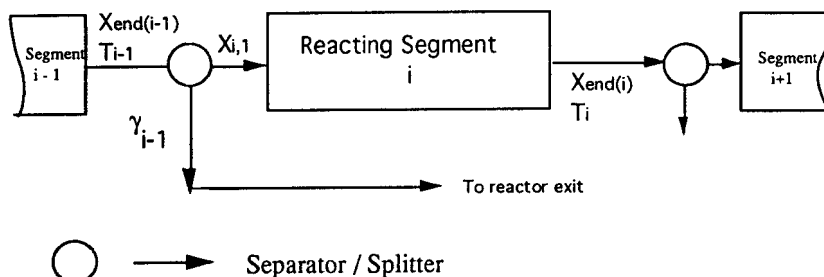 Segment
i - 1
Xend(i-1)
Ti-1
Xi,1
Reacting Segment
i
Xend(i)
Ti
Segment
i+1
γi-1
To reactor exit
Separator / Splitter